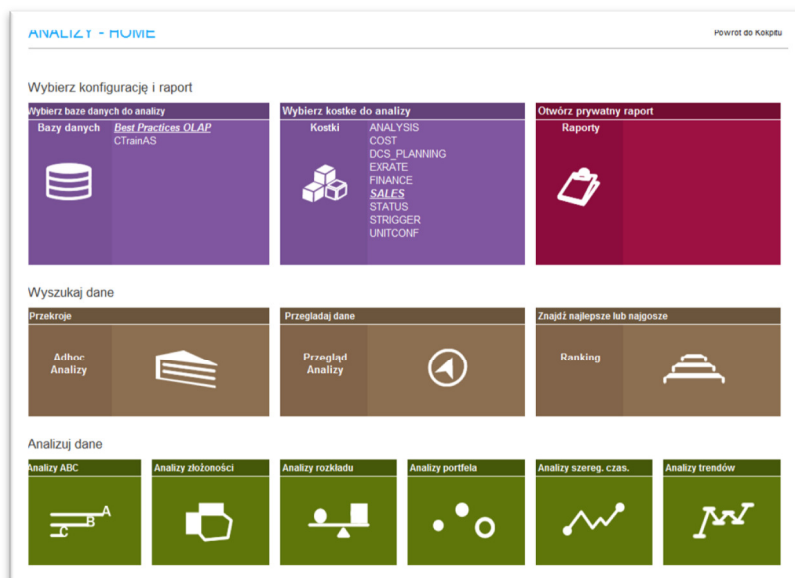 ANALIZY - HOME
Powrót do Kokpitu
Wybierz konfigurację i raport
Wybierz baze danych do analizy
Bazy danych
Best Practices OLAP
CTrainAS
Wybierz kostke do analizy
Kostki
ANALYSIS
COST
DCS_PLANNING
EXRATE
FINANCE
SALES
STATUS
STRIGGER
UNITCONF
Otwórz prywatny raport
Raporty
Wyszukaj dane
Przekroje
Adhoc
Analizy
Przegladaj dane
Przegląd
Analizy
Znajdź najlepsze lub najgosze
Ranking
Analizuj dane
Analizy ABC
A
B
C
Analizy złożoności
Analizy rozkładu
Analizy portfela
Analizy szereg. czas.
Analizy trendów